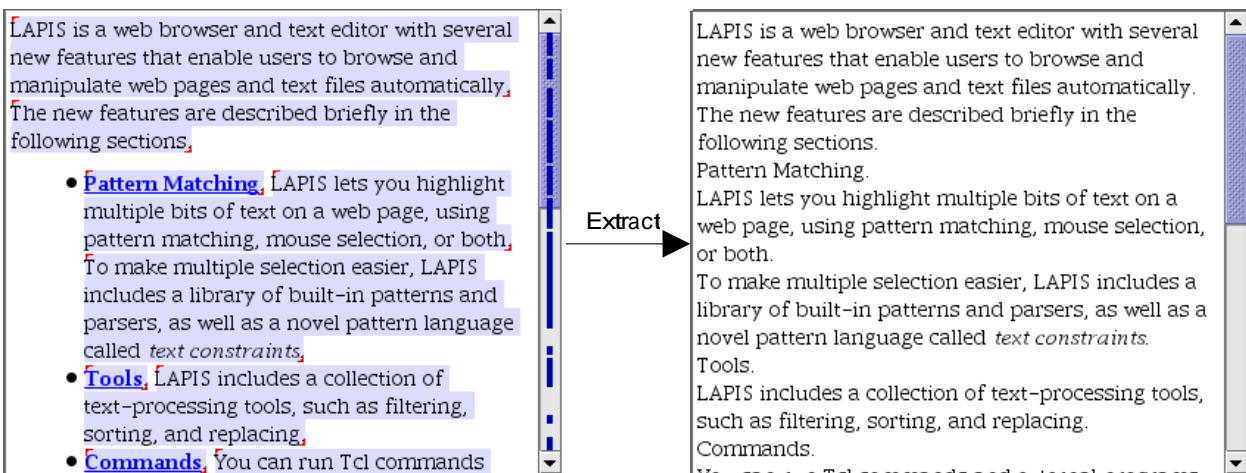 LAPIS is a web browser and text editor with several
new features that enable users to browse and
manipulate web pages and text files automatically.
The new features are described briefly in the
following sections.
• Pattern Matching. LAPIS lets you highlight
multiple bits of text on a web page, using
pattern matching, mouse selection, or both.
To make multiple selection easier, LAPIS
includes a library of built-in patterns and
parsers, as well as a novel pattern language
called text constraints.
• Tools. LAPIS includes a collection of
text-processing tools, such as filtering,
sorting, and replacing.
• Commands. You can run Tcl commands
Extract
LAPIS is a web browser and text editor with several
new features that enable users to browse and
manipulate web pages and text files automatically.
The new features are described briefly in the
following sections.
Pattern Matching.
LAPIS lets you highlight multiple bits of text on a
web page, using pattern matching, mouse selection,
or both.
To make multiple selection easier, LAPIS includes a
library of built-in patterns and parsers, as well as a
novel pattern language called text constraints.
Tools.
LAPIS includes a collection of text-processing tools,
such as filtering, sorting, and replacing.
Commands.